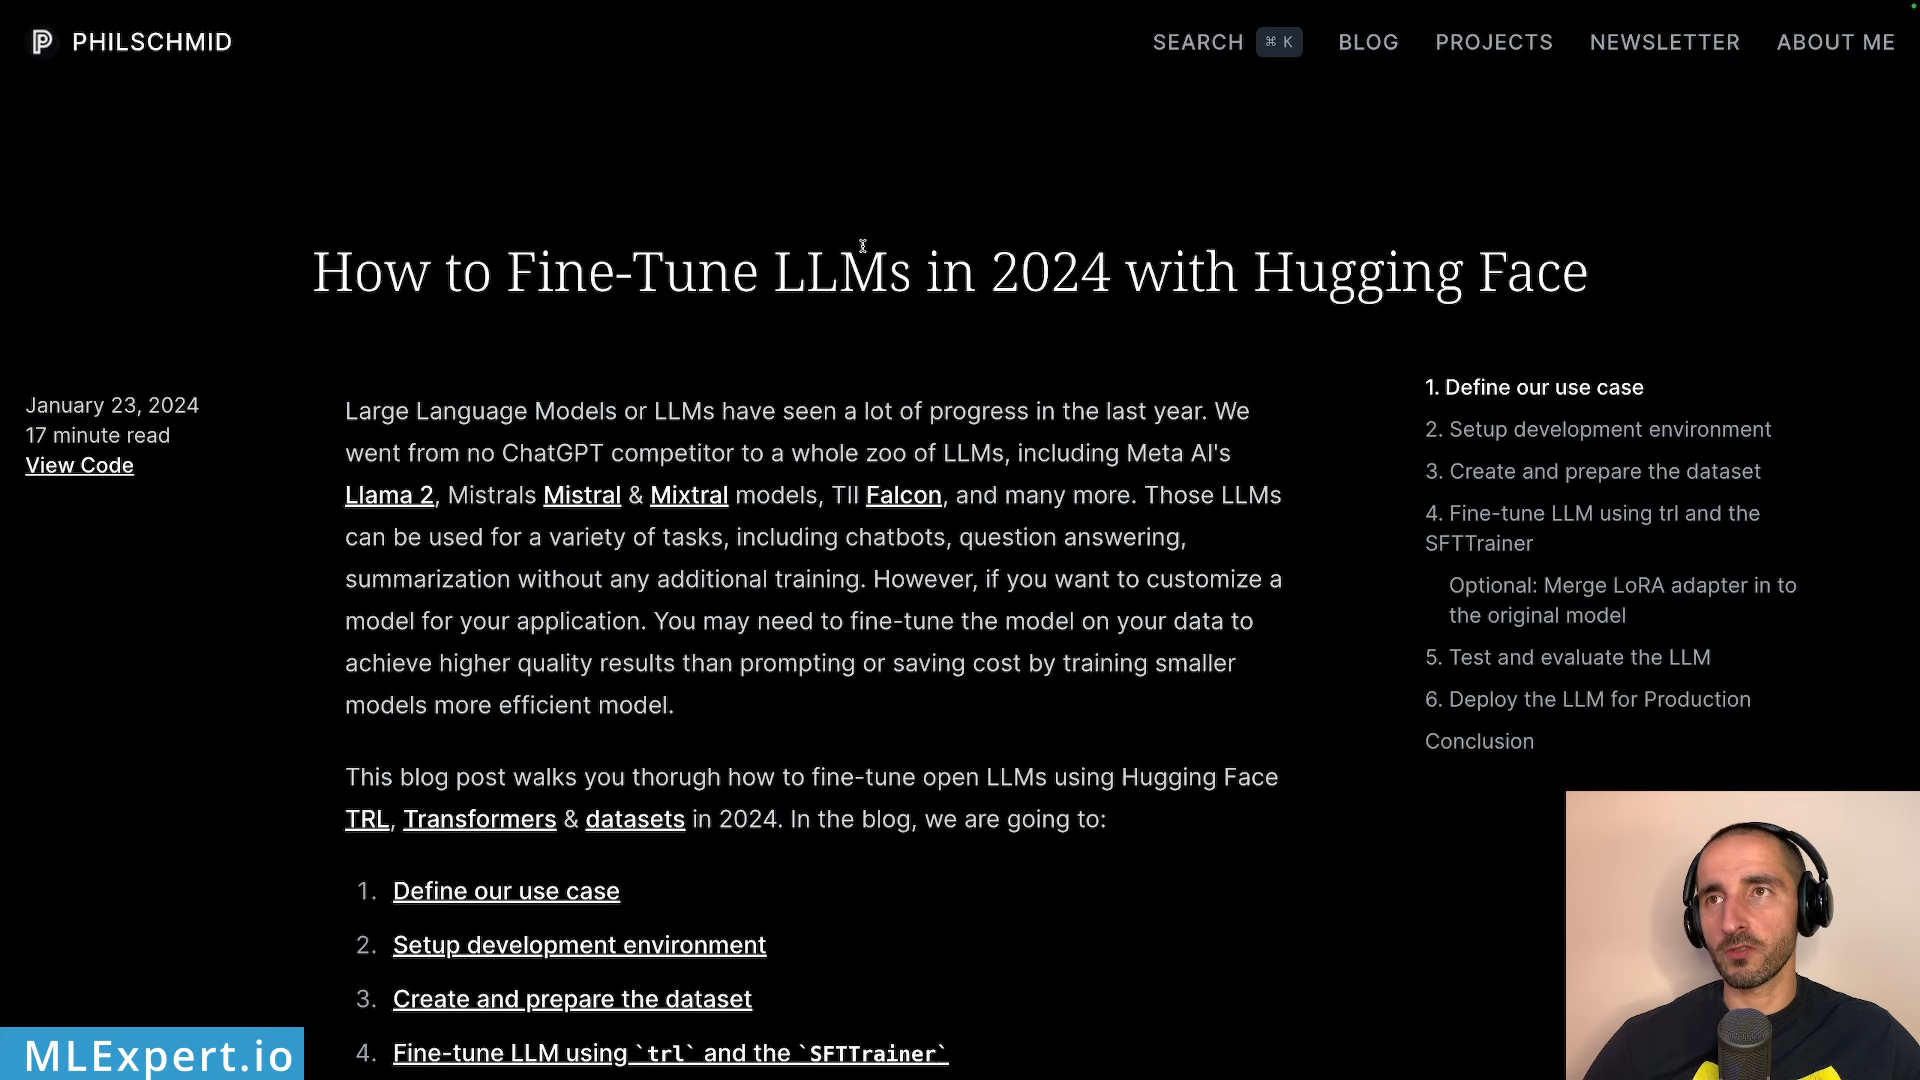 PHILSCHMID
SEARCH ⌘ K BLOG PROJECTS NEWSLETTER ABOUT ME
How to Fine-Tune LLMs in 2024 with Hugging Face
January 23, 2024
17 minute read
View Code
Large Language Models or LLMs have seen a lot of progress in the last year. We
went from no ChatGPT competitor to a whole zoo of LLMs, including Meta AI's
Llama 2, Mistrals Mistral & Mixtral models, TII Falcon, and many more. Those LLMs
can be used for a variety of tasks, including chatbots, question answering,
summarization without any additional training. However, if you want to customize a
model for your application. You may need to fine-tune the model on your data to
achieve higher quality results than prompting or saving cost by training smaller
models more efficient model.
This blog post walks you thorugh how to fine-tune open LLMs using Hugging Face
TRL, Transformers & datasets in 2024. In the blog, we are going to:
1. Define our use case
2. Setup development environment
3. Create and prepare the dataset
4. Fine-tune LLM using `trl` and the `SFTTrainer`
1. Define our use case
2. Setup development environment
3. Create and prepare the dataset
4. Fine-tune LLM using trl and the
SFTTrainer
Optional: Merge LoRA adapter in to
the original model
5. Test and evaluate the LLM
6. Deploy the LLM for Production
Conclusion
MLExpert.io